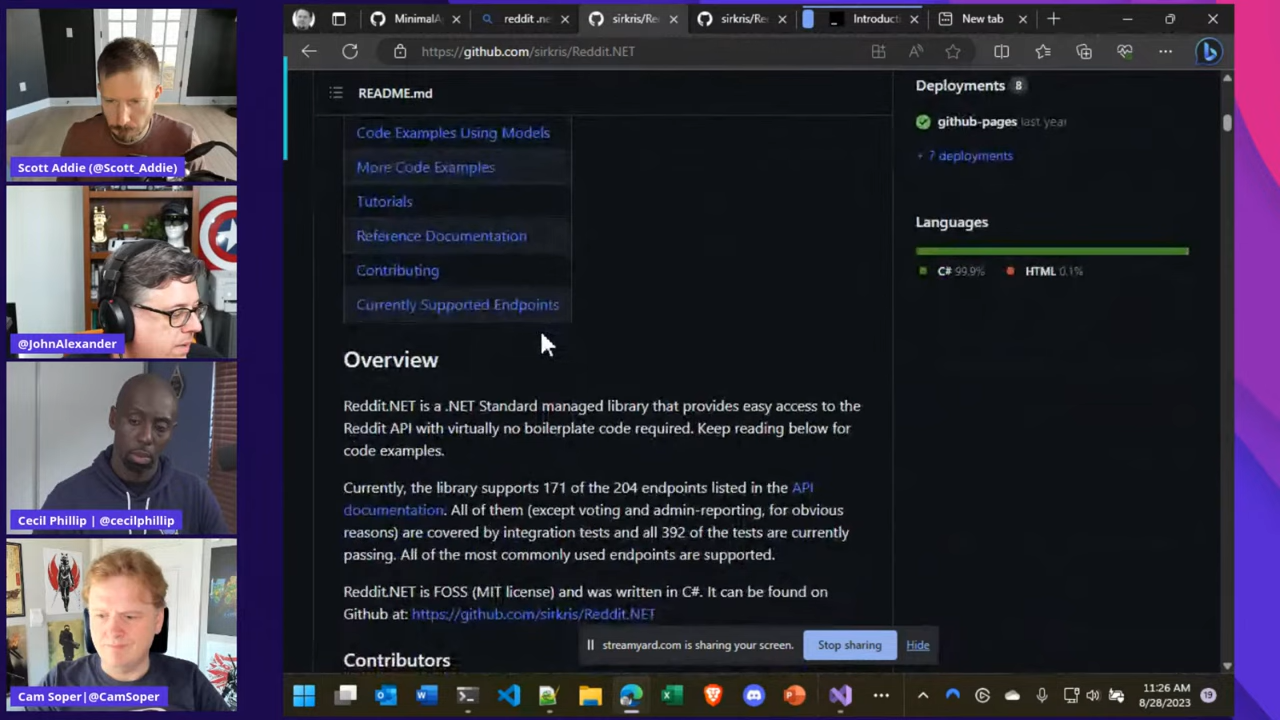 Scott Addie (@Scott_Addie)
@JohnAlexander
Cecil Phillip | @cecilphillip
Cam Soper|@CamSoper
MinimalA
reddit .ne
sirkris/Re
sirkris/Re
Introducti
New tab
https://github.com/sirkris/Reddit.NET
README.md
Code Examples Using Models
More Code Examples
Tutorials
Reference Documentation
Contributing
Currently Supported Endpoints
Overview
Reddit.NET is a .NET Standard managed library that provides easy access to the
Reddit API with virtually no boilerplate code required. Keep reading below for
code examples.
Currently, the library supports 171 of the 204 endpoints listed in the API
documentation. All of them (except voting and admin-reporting, for obvious
reasons) are covered by integration tests and all 392 of the tests are currently
passing. All of the most commonly used endpoints are supported.
Reddit.NET is FOSS (MIT license) and was written in C#. It can be found on
Github at: https://github.com/sirkris/Reddit.NET
Contributors
Deployments 8
github-pages last year
+ 7 deployments
Languages
C# 99.9%
HTML 0.1%
streamyard.com is sharing your screen.
Stop sharing
Hide
11:26 AM
8/28/2023
19